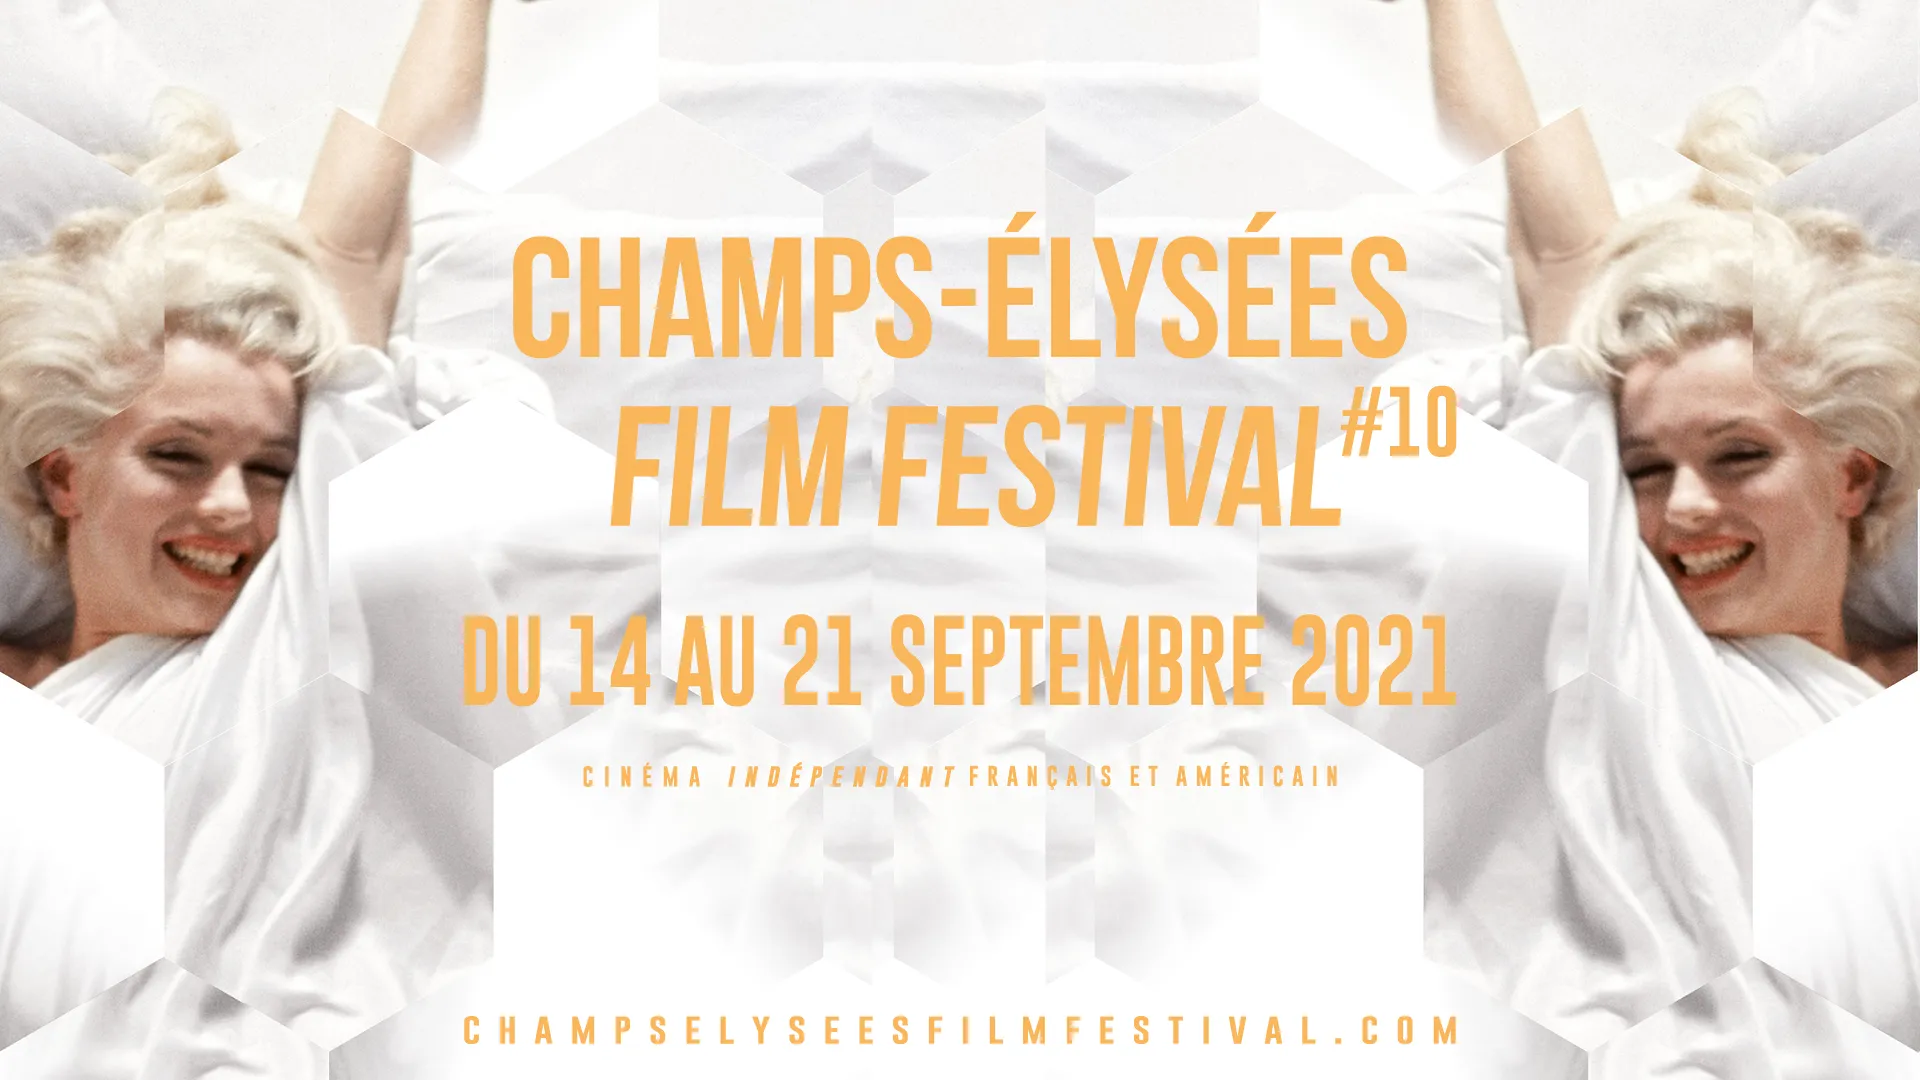 CHAMPS-ÉLYSÉES
FILM FESTIVAL #10
DU 14 AU 21 SEPTEMBRE 2021
CINÉMA INDÉPENDANT FRANÇAIS ET AMÉRICAIN
CHAMPSELYSEESFILMFESTIVAL.COM